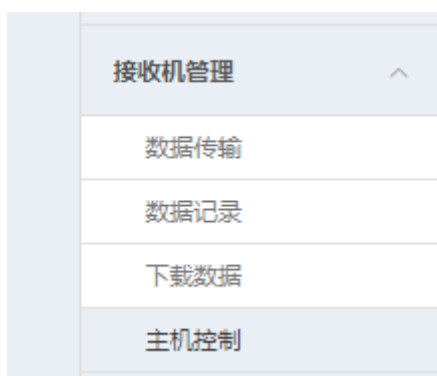 接收机管理
数据传输
数据记录
下载数据
主机控制